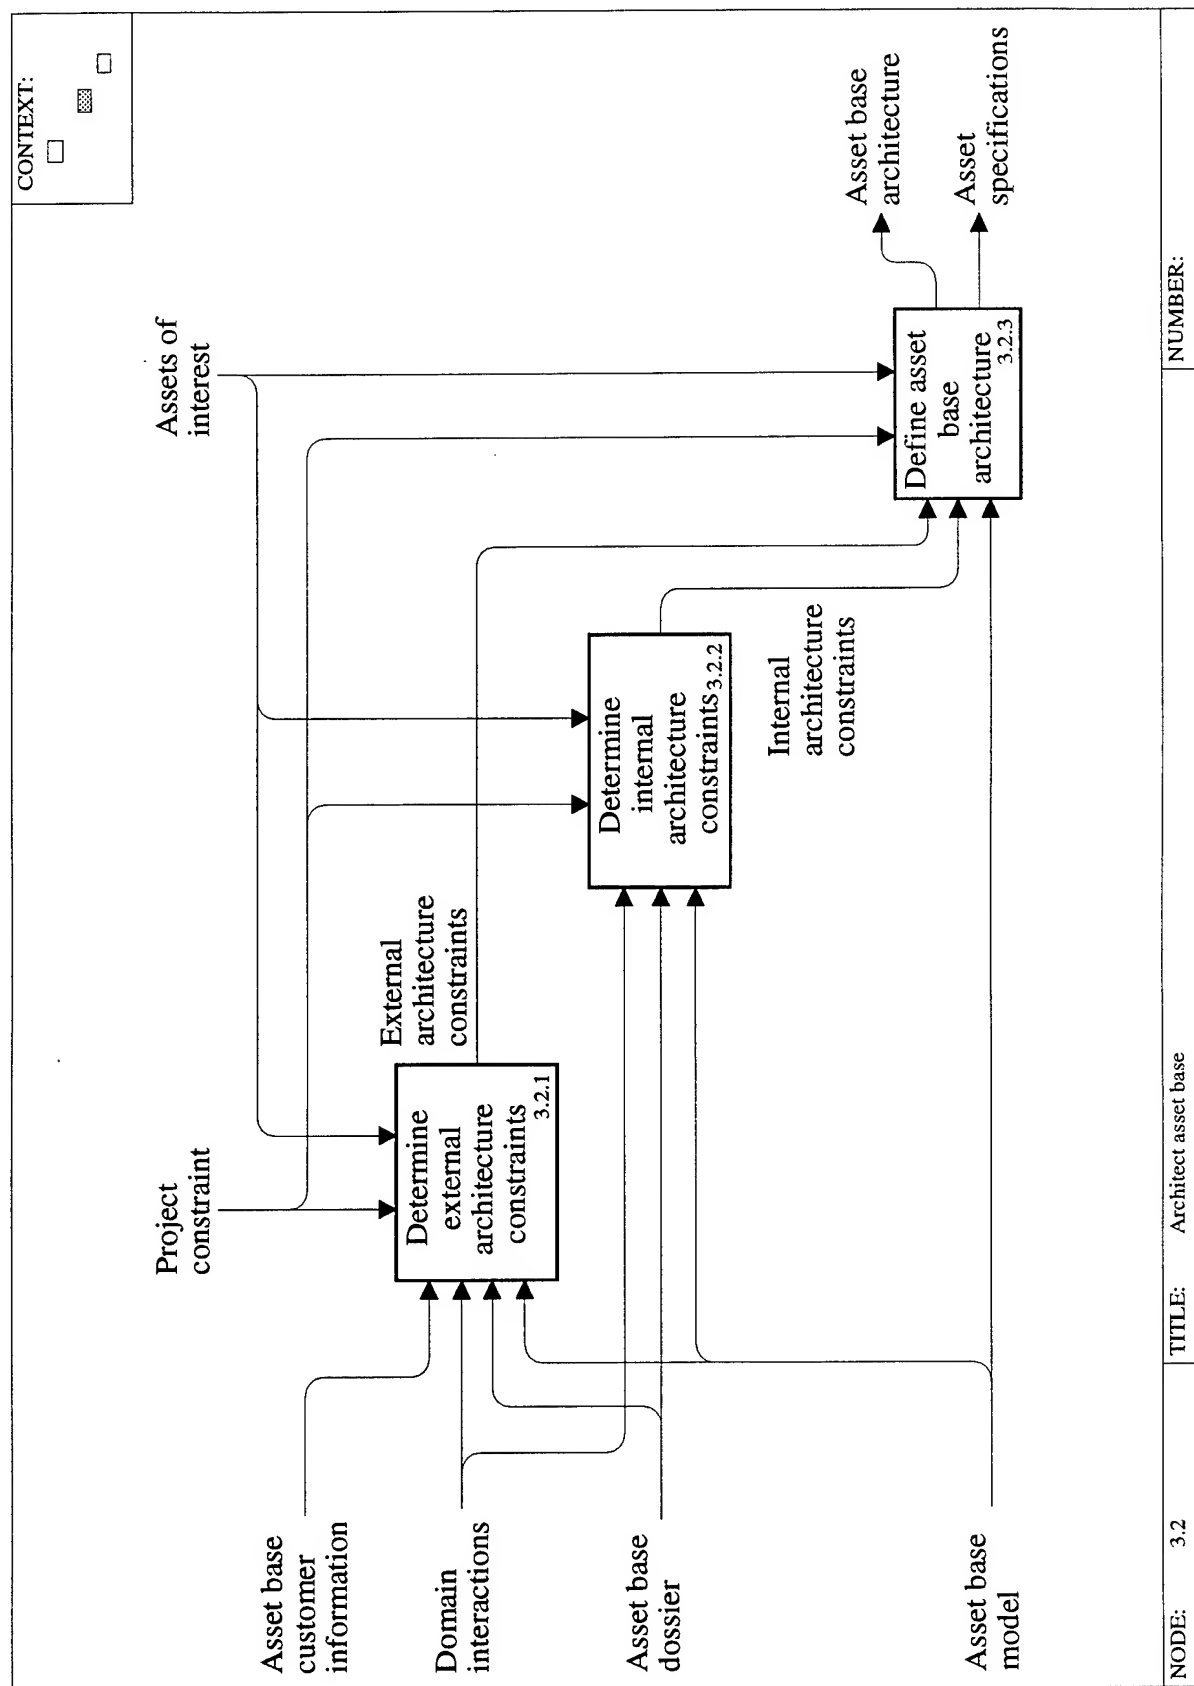 CONTEXT:
Project
constraint
Assets of
interest
Asset base
customer
information
Domain
interactions
Asset base
dossier
Asset base
model
Determine
external
architecture
constraints
3.2.1
External
architecture
constraints
Determine
internal
architecture
constraints
3.2.2
Internal
architecture
constraints
Define asset
base
architecture
3.2.3
Asset base
architecture
Asset
specifications
NODE: 3.2
TITLE: Architect asset base
NUMBER: